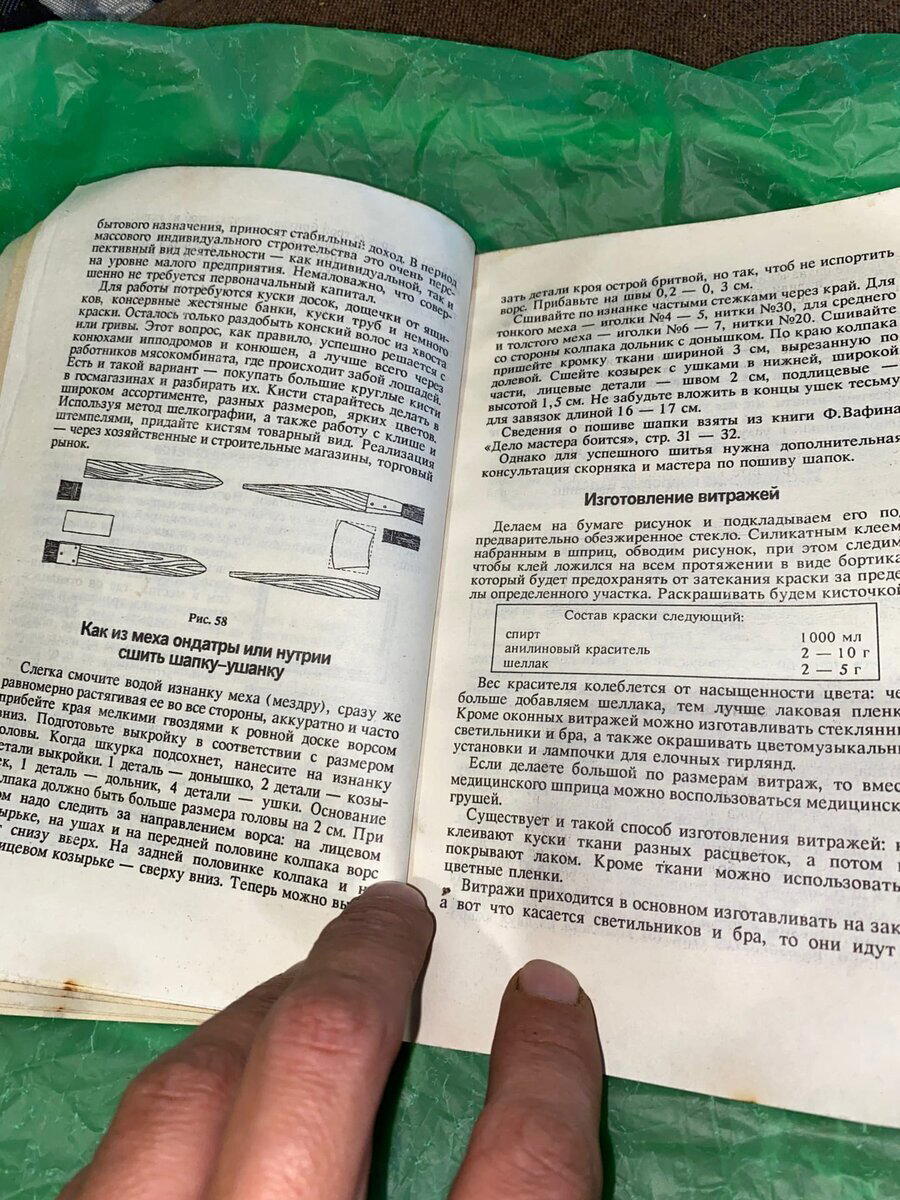 бытового назначения, приносят стабильный доход. В период
массового индивидуального строительства это очень перс-
пективный вид деятельности — как индивидуальной, так и
на уровне малого предприятия. Немаловажно, что совер-
шенно не требуется первоначальный капитал.
Для работы потребуются куски досок, дощечки от ящи-
ков, консервные жестяные банки, куски труб и немного
краски. Осталось только раздобыть конский волос из хвоста
или гривы. Этот вопрос, как правило, успешно решается с
конюхами ипподромов и конюшен, а лучше всего через
работников мясокомбината, где происходит забой лошадей.
Есть и такой вариант — покупать большие круглые кисти
в госмагазинах и разбирать их. Кисти старайтесь делать в
широком ассортименте, разных размеров, ярких цветов.
Используя метод шелкографии, а также работу с клише и
штемпелями, придайте кистям товарный вид. Реализация
— через хозяйственные и строительные магазины, торговый
рынок.
Рис. 58
Как из меха ондатры или нутрии
сшить шапку–ушанку
Слегка смочите водой изнанку меха (мездру), сразу же
равномерно растягивая ее во все стороны, аккуратно и часто
прибейте края мелкими гвоздями к ровной доске ворсом
вниз. Подготовьте выкройку в соответствии с размером
головы. Когда шкурка подсохнет, нанесите на изнанку
детали выкройки. 1 деталь — донышко, 2 детали — козы-
ек, 1 деталь — дольник, 4 детали — ушки. Основание
колпака должно быть больше размера головы на 2 см. При
ом надо следить за направлением ворса: на лицевом
зырьке, на ушах и на передней половине колпака ворс
снизу вверх. На задней половинке колпака и
лицевом козырьке — сверху вниз. Теперь можно вы
зать детали кроя острой бритвой, но так, чтоб не испортить
ворс. Прибавьте на швы 0,2 — 0, 3 см.
Сшивайте по изнанке частыми стежками через край. Для
тонкого меха — иголки №4 — 5, нитки №30, для среднего
и толстого меха — иголки №6 — 7, нитки №20. Сшивайте
со стороны колпака дольник с донышком. По краю колпака
пришейте кромку ткани шириной 3 см, вырезанную по
долевой. Сшейте козырек с ушками в нижней, широкой
части, лицевые детали — швом 2 см, подлицевые —
высотой 1,5 см. Не забудьте вложить в концы ушек тесьму
для завязок длиной 16 — 17 см.
Сведения о пошиве шапки взяты из книги Ф.Вафина
«Дело мастера боится», стр. 31 — 32.
Однако для успешного шитья нужна дополнительная
консультация скорняка и мастера по пошиву шапок.
Изготовление витражей
Делаем на бумаге рисунок и подкладываем его под
предварительно обезжиренное стекло. Силикатным клеем,
набранным в шприц, обводим рисунок, при этом следим
чтобы клей ложился на всем протяжении в виде бортика
который будет предохранять от затекания краски за преде
лы определенного участка. Раскрашивать будем кисточкой
Состав краски следующий:
спирт 1000 мл
анилиновый краситель 2 — 10 г
шеллак 2 — 5 г
Вес красителя колеблется от насыщенности цвета: че
больше добавляем шеллака, тем лучше лаковая пленк
Кроме оконных витражей можно изготавливать стеклянны
светильники и бра, а также окрашивать цветомузыкальн
установки и лампочки для елочных гирлянд.
Если делаете большой по размерам витраж, то вмес
медицинского шприца можно воспользоваться медицинск
грушей.
Существует и такой способ изготовления витражей: н
клеивают куски ткани разных расцветок, а потом
покрывают лаком. Кроме ткани можно использовать
цветные пленки.
Витражи приходится в основном изготавливать на зак
а вот что касается светильников и бра, то они идут